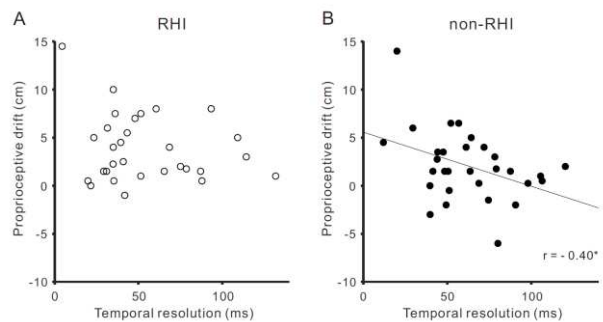 A
RHI
Proprioceptive drift (cm)
15
10
5
0
-5
-10
0
50
100
Temporal resolution (ms)
B
non-RHI
Proprioceptive drift (cm)
15
10
5
0
-5
-10
0
50
100
Temporal resolution (ms)
r = - 0.40*